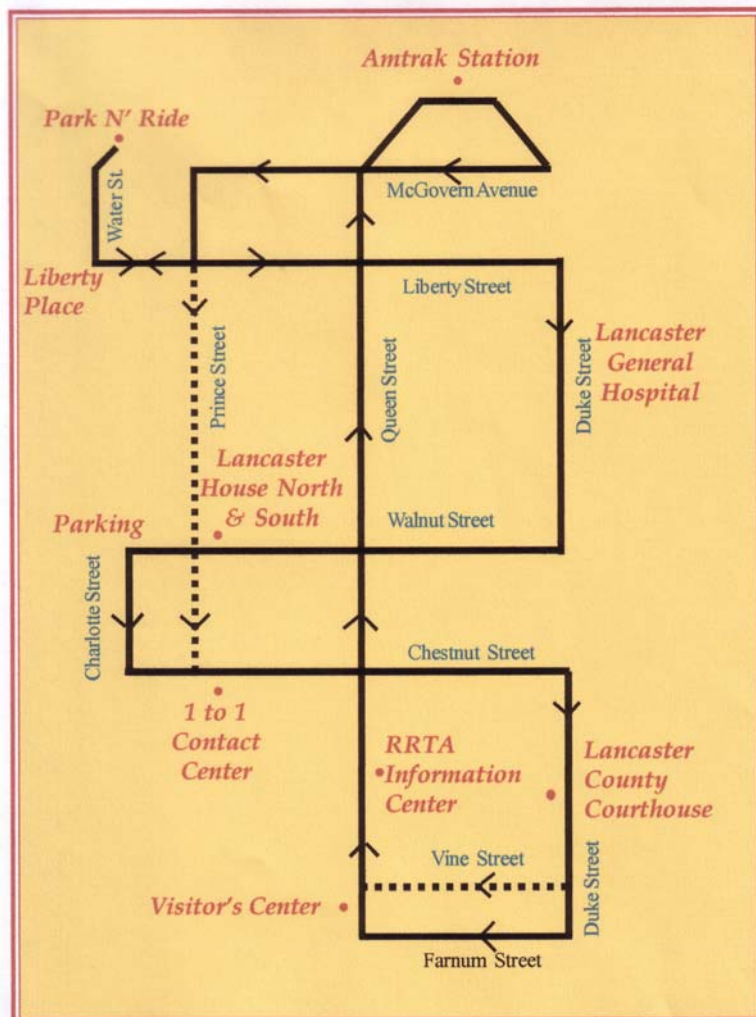 Amtrak Station
Park N' Ride
McGovern Avenue
Water St.
Liberty
Place
Liberty Street
Lancaster
General
Hospital
Prince Street
Queen Street
Duke Street
Lancaster
House North
& South
Parking
Walnut Street
Charlotte Street
Chestnut Street
1 to 1
Contact
Center
RRTA
Information
Center
Lancaster
County
Courthouse
Vine Street
Duke Street
Visitor's Center
Farnum Street